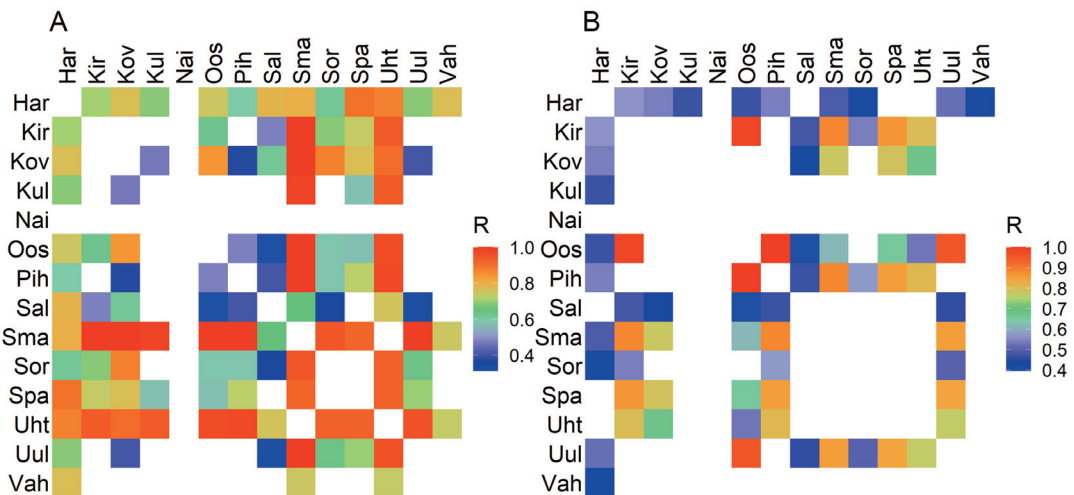 A
Har Kir Kov Kul Nai Oos Pih Sal Sma Sor Spa Uht Uul Vah
Har
Kir
Kov
Kul
Nai
Oos
Pih
Sal
Sma
Sor
Spa
Uht
Uul
Vah
R
1.0
0.8
0.6
0.4
B
Har Kir Kov Kul Nai Oos Pih Sal Sma Sor Spa Uht Uul Vah
Har
Kir
Kov
Kul
Nai
Oos
Pih
Sal
Sma
Sor
Spa
Uht
Uul
Vah
R
1.0
0.9
0.8
0.7
0.6
0.5
0.4